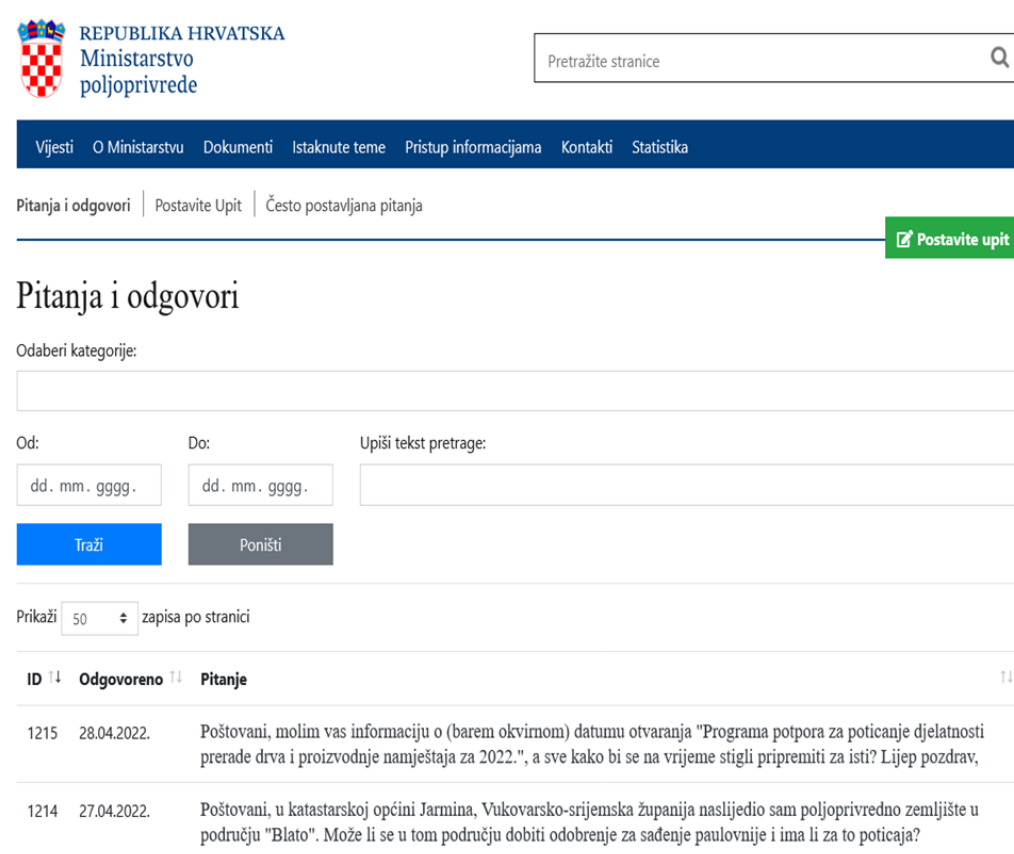 REPUBLIKA HRVATSKA
Ministarstvo
poljoprivrede
Pretražite stranice
Vijesti O Ministarstvu Dokumenti Istaknute teme Pristup informacijama Kontakti Statistika
Pitanja i odgovori Postavite Upit Često postavljana pitanja
Postavite upit
Pitanja i odgovori
Odaberi kategorije:
Od: Do: Upiši tekst pretrage:
dd. mm. gggg. dd. mm. gggg.
Traži Poništi
Prikaži 50 zapisa po stranici
ID Odgovoreno Pitanje
1215 28.04.2022. Poštovani, molim vas informaciju o (barem okvirnom) datumu otvaranja "Programa potpora za poticanje djelatnosti
prerade drva i proizvodnje namještaja za 2022.", a sve kako bi se na vrijeme stigli pripremiti za isti? Lijep pozdrav,
1214 27.04.2022. Poštovani, u katastarskoj općini Jarmina, Vukovarsko-srijemska županija naslijedio sam poljoprivredno zemljište u
području "Blato". Može li se u tom području dobiti odobrenje za sađenje paulovnije i ima li za to poticaja?